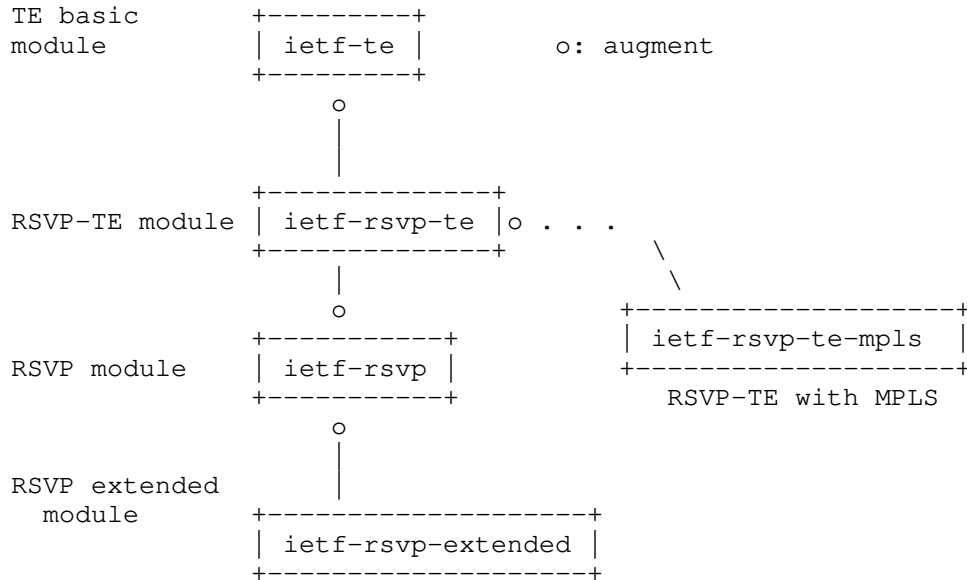 TE basic
module
ietf-te
o: augment
o
RSVP-TE module
ietf-rsvp-te
o . . .
o
RSVP module
ietf-rsvp
ietf-rsvp-te-mpls
RSVP-TE with MPLS
o
RSVP extended
module
ietf-rsvp-extended